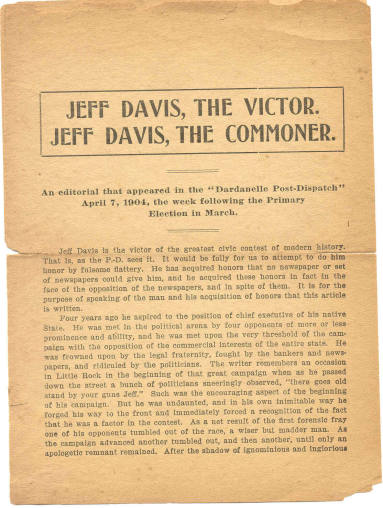 JEFF DAVIS, THE VICTOR.
JEFF DAVIS, THE COMMONER.
An editorial that appeared in the "Dardanelle Post-Dispatch"
April 7, 1904, the week following the Primary
Election in March.
Jeff Davis is the victor of the greatest civic contest of modern history.
That is, as the P.-D. sees it. It would be folly for us to attempt to do him
honor by fulsome flattery. He has acquired honors that no newspaper or set
of newspapers could give him, and he acquired these honors in fact in the
face of the opposition of the newspapers, and in spite of them. It is for the
purpose of speaking of the man and his acquisition of honors that this article
is written.
Four years ago he aspired to the position of chief executive of his native
State. He was met in the political arena by four opponents of more or less
prominence and ability, and he was met upon the very threshold of the cam-
paign with the opposition of the commercial interests of the entire state. He
was frowned upon by the legal fraternity, fought by the bankers and news-
papers, and ridiculed by the politicians. The writer remembers an occasion
in Little Rock in the beginning of that great campaign when as he passed
down the street a bunch of politicians sneeringly observed, "there goes old
stand by your guns Jeff." Such was the encouraging aspect of the beginning
of his campaign. But he was undaunted, and in his own inimitable way he
forged his way to the front and immediately forced a recognition of the fact
that he was a factor in the contest. As a net result of the first forensic fray
one of his opponents tumbled out of the race, a wiser but madder man. As
the campaign advanced another tumbled out, and then another, until only an
apologetic remnant remained. After the shadow of ignominious and inglorious